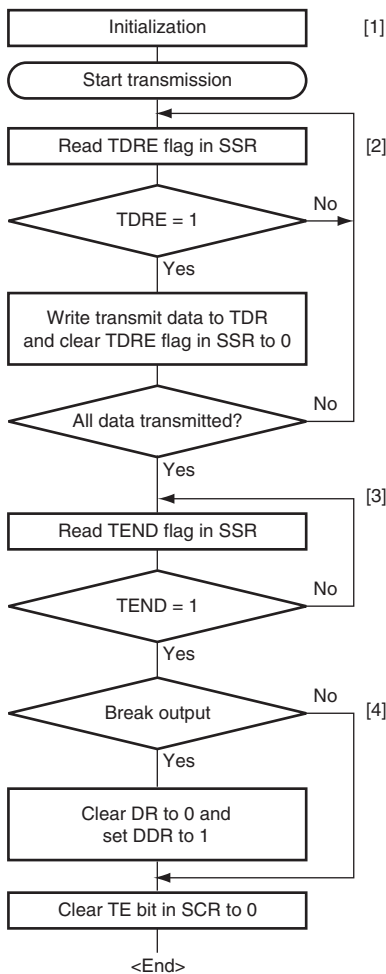 Initialization
[1]
Start transmission
Read TDRE flag in SSR
[2]
TDRE = 1
No
Yes
Write transmit data to TDR
and clear TDRE flag in SSR to 0
All data transmitted?
No
Yes
[3]
Read TEND flag in SSR
TEND = 1
No
Yes
Break output
No
[4]
Yes
Clear DR to 0 and
set DDR to 1
Clear TE bit in SCR to 0
<End>